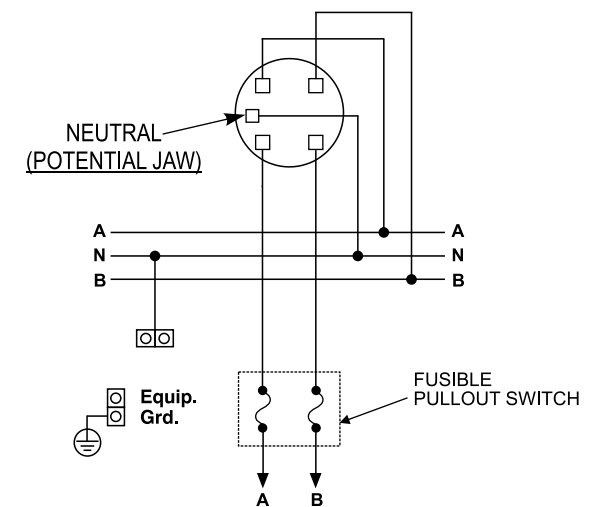 NEUTRAL
(POTENTIAL JAW)
A A
N N
B B
Equip.
Grd.
FUSIBLE
PULLOUT SWITCH
A B